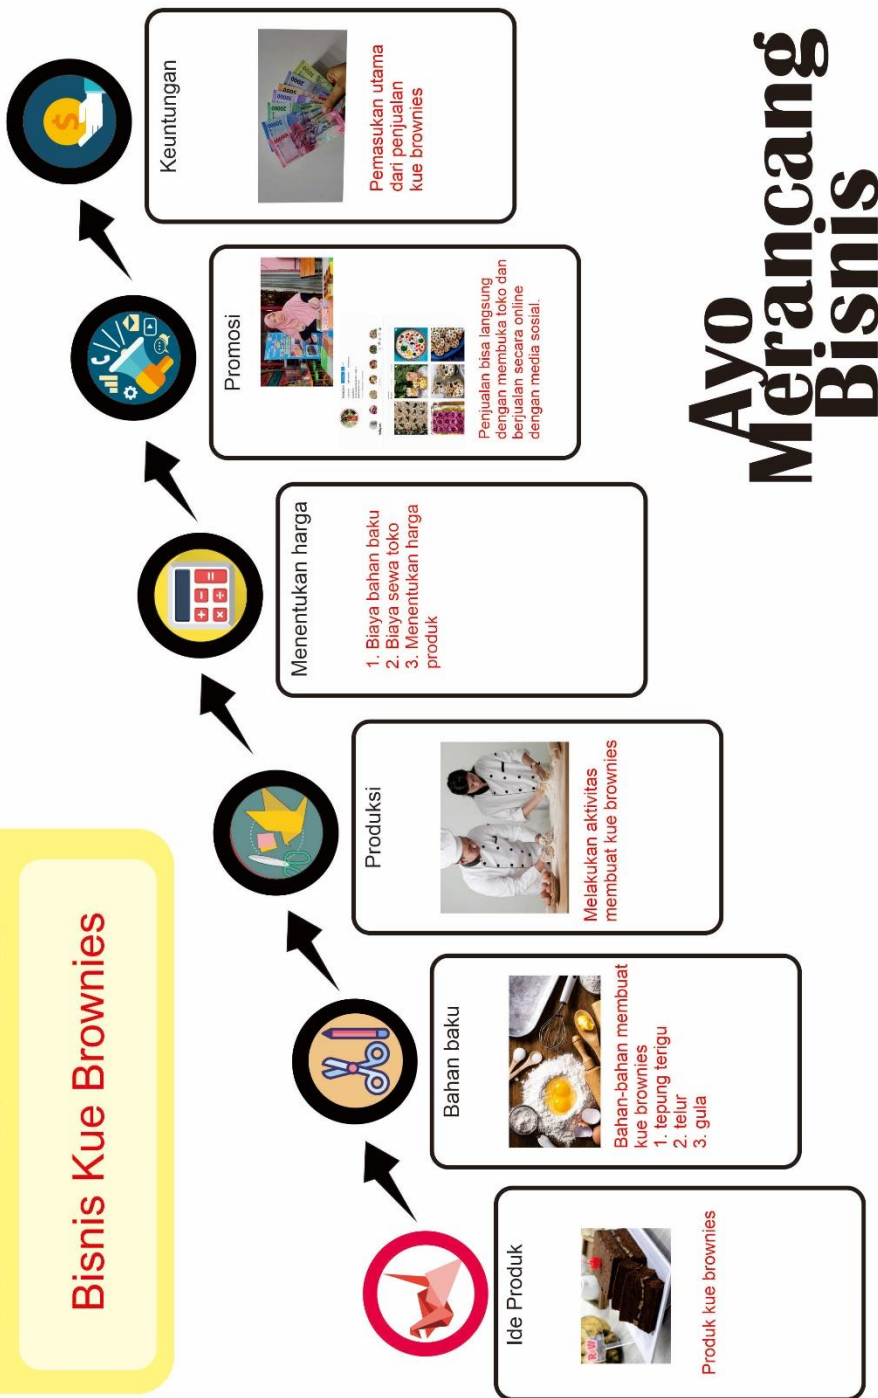 Bisnis Kue Brownies
Ide Produk
Produk kue brownies
Bahan baku
Bahan-bahan membuat
kue brownies
1. tepung terigu
2. telur
3. gula
Produksi
Melakukan aktivitas
membuat kue brownies
Menentukan harga
1. Biaya bahan baku
2. Biaya sewa toko
3. Menentukan harga
produk
Promosi
Penjualan bisa langsung
dengan membuka toko dan
berjualan secara online
dengan media sosial.
Keuntungan
Pemasukan utama
dari penjualan
kue brownies
Ayo
Merancang
Bisnis